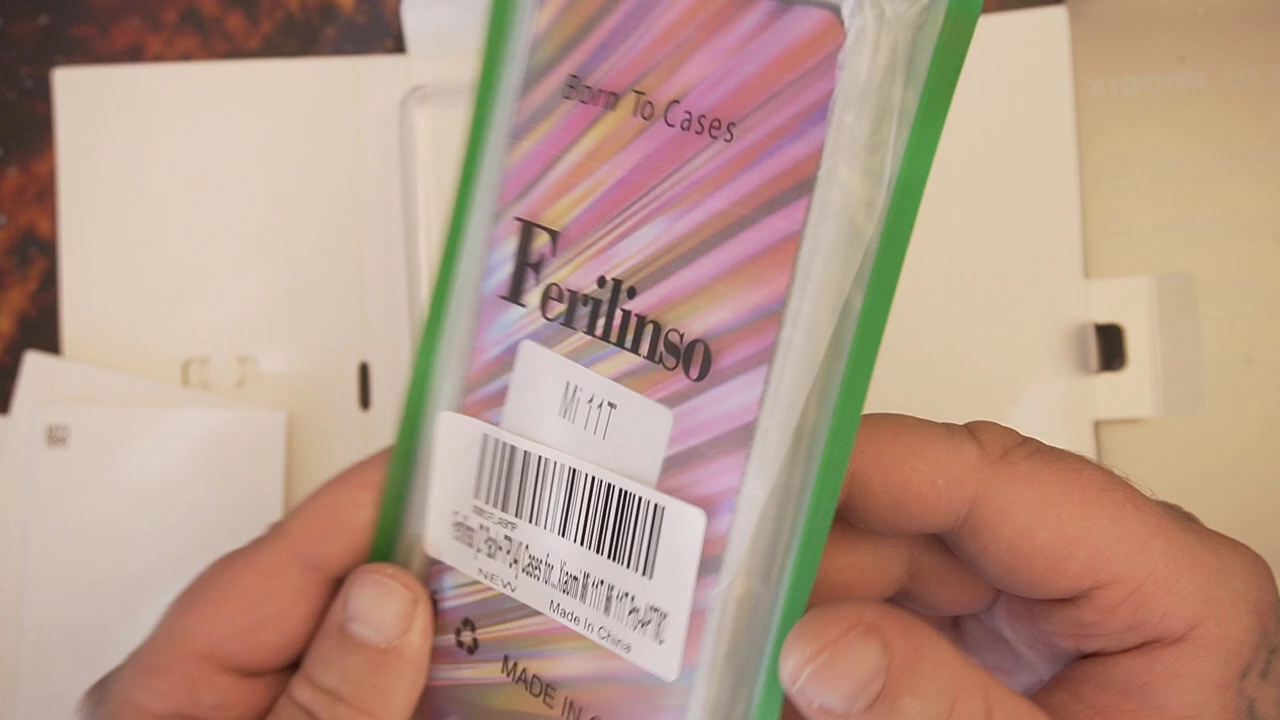 Born To Cases
Ferilinso
Mi 11T
Cases for...Xiaomi Mi 11T/Mi 11T Pro
NEW
Made In China
MADE IN
XIAOMI